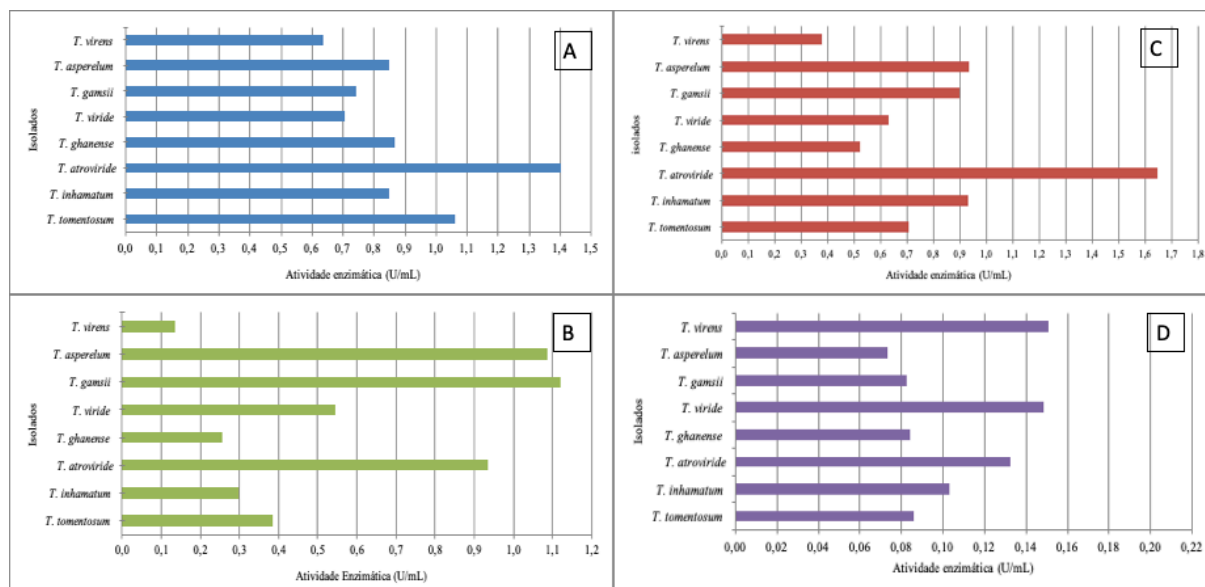 A
Isolados
T. virens
T. asperelum
T. gamsii
T. viride
T. ghanense
T. atroviride
T. inhamatum
T. tomentosum
0,0 0,1 0,2 0,3 0,4 0,5 0,6 0,7 0,8 0,9 1,0 1,1 1,2 1,3 1,4 1,5
Atividade enzimática (U/mL)
C
isolados
T. virens
T. asperelum
T. gamsii
T. viride
T. ghanense
T. atroviride
T. inhamatum
T. tomentosum
0,0 0,1 0,2 0,3 0,4 0,5 0,6 0,7 0,8 0,9 1,0 1,1 1,2 1,3 1,4 1,5 1,6 1,7 1,8
Atividade enzimática (U/mL)
B
Isolados
T. virens
T. asperelum
T. gamsii
T. viride
T. ghanense
T. atroviride
T. inhamatum
T. tomentosum
0,0 0,1 0,2 0,3 0,4 0,5 0,6 0,7 0,8 0,9 1,0 1,1 1,2
Atividade Enzimática (U/mL)
D
Isolados
T. virens
T. asperelum
T. gamsii
T. viride
T. ghanense
T. atroviride
T. inhamatum
T. tomentosum
0,00 0,02 0,04 0,06 0,08 0,10 0,12 0,14 0,16 0,18 0,20 0,22
Atividade enzimática (U/mL)